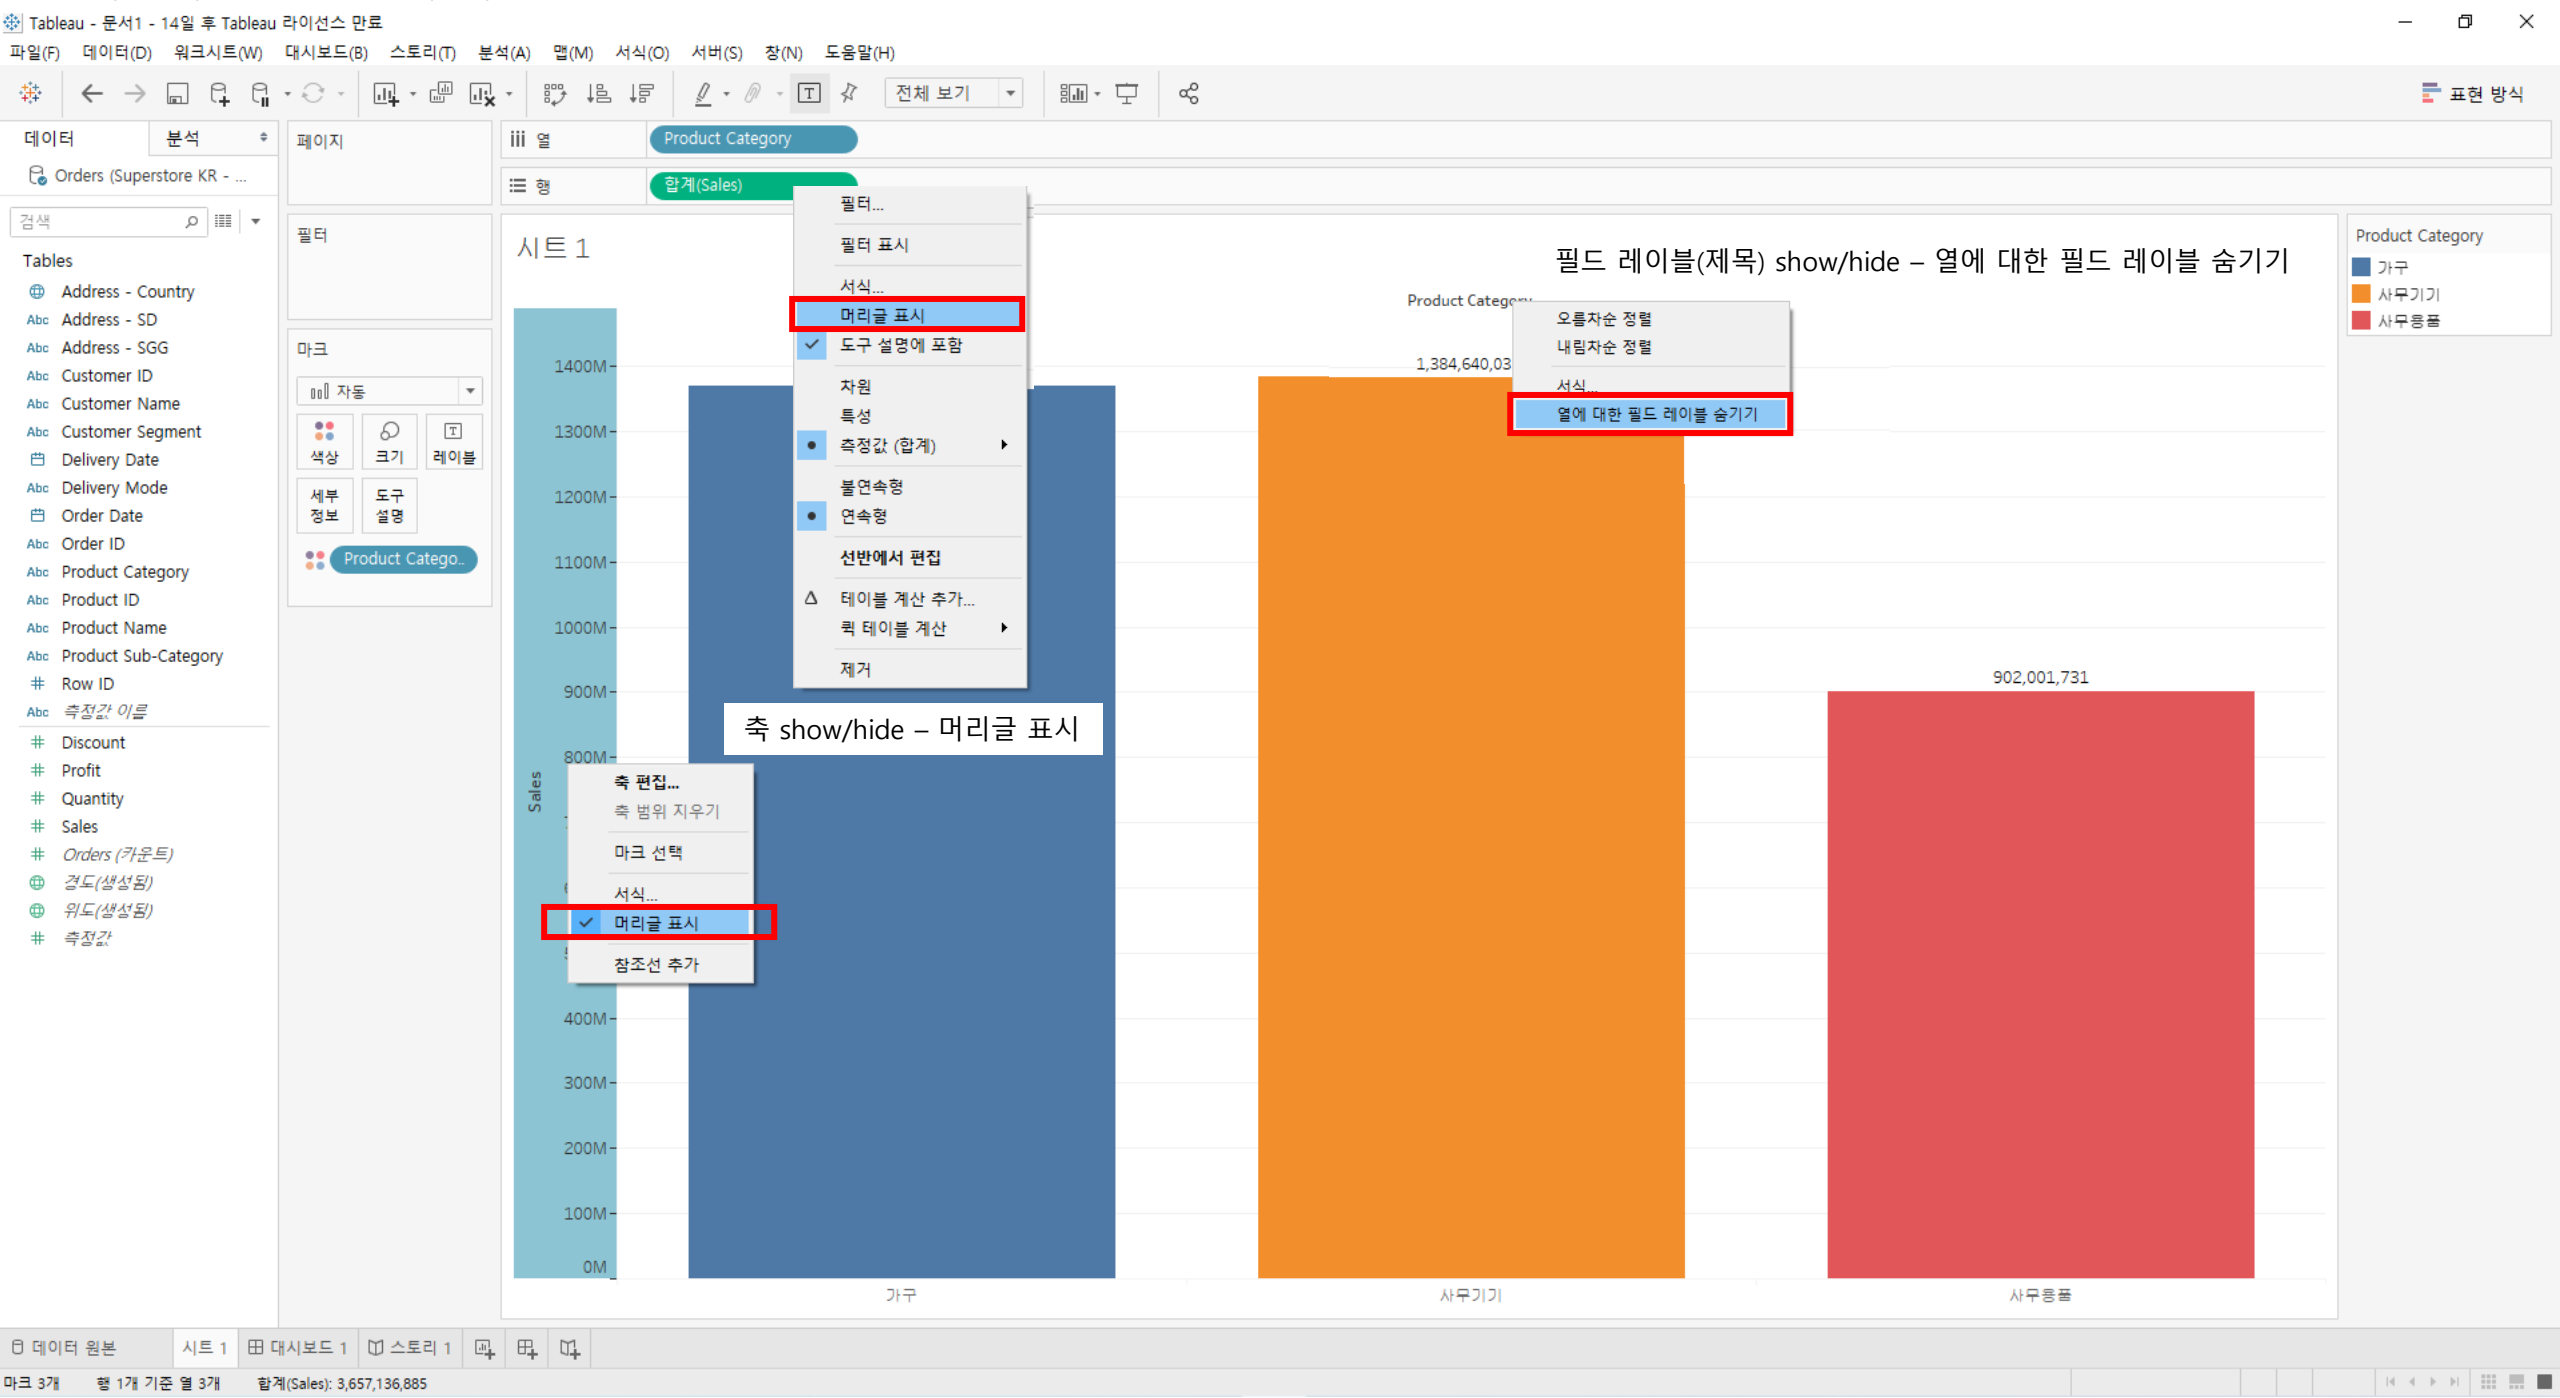 Tableau - 문서1 - 14일 후 Tableau 라이선스 만료
파일(F) 데이터(D) 워크시트(W) 대시보드(B) 스토리(T) 분석(A) 맵(M) 서식(O) 서버(S) 창(N) 도움말(H)
전체 보기
표현 방식
데이터 분석
Orders (Superstore KR - ...
검색
Tables
Address - Country
Abc Address - SD
Abc Address - SGG
Abc Customer ID
Abc Customer Name
Abc Customer Segment
Delivery Date
Abc Delivery Mode
Order Date
Abc Order ID
Abc Product Category
Abc Product ID
Abc Product Name
Abc Product Sub-Category
# Row ID
Abc 측정값 이름
# Discount
# Profit
# Quantity
# Sales
# Orders (카운트)
경도(생성됨)
위도(생성됨)
# 측정값
페이지
필터
마크
자동
색상 크기 레이블
세부 정보
도구 설명
Product Catego..
iii 열 Product Category
행 합계(Sales)
시트 1
필터...
필터 표시
서식...
머리글 표시
도구 설명에 포함
차원
특성
측정값 (합계)
불연속형
연속형
선반에서 편집
테이블 계산 추가...
퀵 테이블 계산
제거
필드 레이블(제목) show/hide – 열에 대한 필드 레이블 숨기기
Product Category
오름차순 정렬
내림차순 정렬
서식...
열에 대한 필드 레이블 숨기기
1,384,640,03
902,001,731
축 show/hide – 머리글 표시
축 편집...
축 범위 지우기
마크 선택
서식...
머리글 표시
참조선 추가
Sales
1400M
1300M
1200M
1100M
1000M
900M
800M
400M
300M
200M
100M
0M
가구 사무기기 사무용품
Product Category
가구
사무기기
사무용품
데이터 원본 시트 1 대시보드 1 스토리 1
마크 3개 행 1개 기준 열 3개 합계(Sales): 3,657,136,885